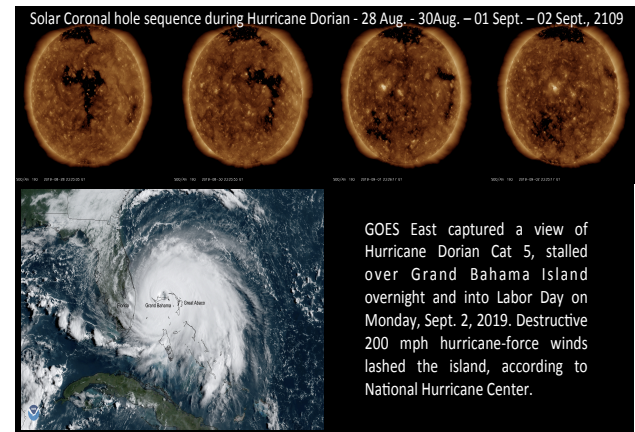 Solar Coronal hole sequence during Hurricane Dorian - 28 Aug. - 30Aug. – 01 Sept. – 02 Sept., 2109
GOES East captured a view of
Hurricane Dorian Cat 5, stalled
over Grand Bahama Island
overnight and into Labor Day on
Monday, Sept. 2, 2019. Destructive
200 mph hurricane-force winds
lashed the island, according to
National Hurricane Center.
Florida
Grand Bahama
Great Abaco